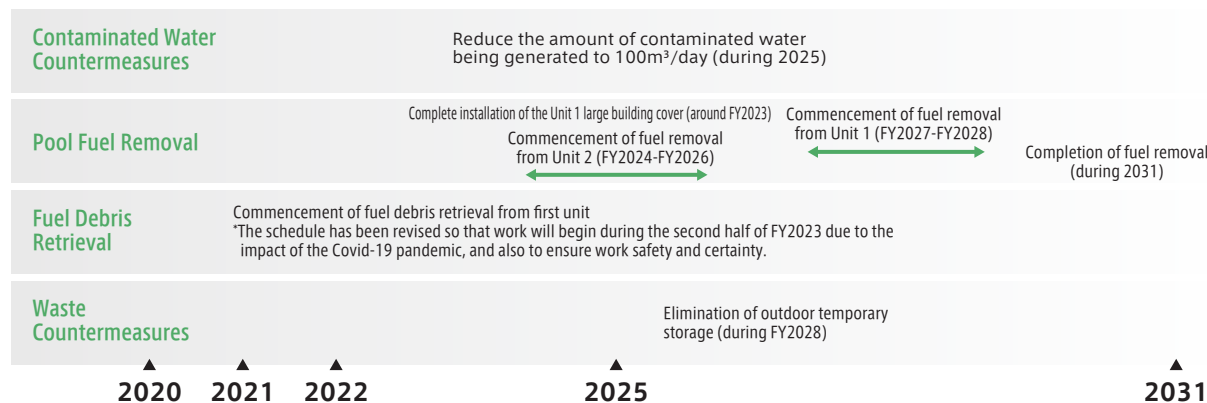 Contaminated Water
Countermeasures
Reduce the amount of contaminated water
being generated to 100m³/day (during 2025)
Pool Fuel Removal
Complete installation of the Unit 1 large building cover (around FY2023)
Commencement of fuel removal
from Unit 2 (FY2024-FY2026)
Commencement of fuel removal
from Unit 1 (FY2027-FY2028)
Completion of fuel removal
(during 2031)
Fuel Debris
Retrieval
Commencement of fuel debris retrieval from first unit
*The schedule has been revised so that work will begin during the second half of FY2023 due to the
impact of the Covid-19 pandemic, and also to ensure work safety and certainty.
Waste
Countermeasures
Elimination of outdoor temporary
storage (during FY2028)
2020 2021 2022 2025 2031